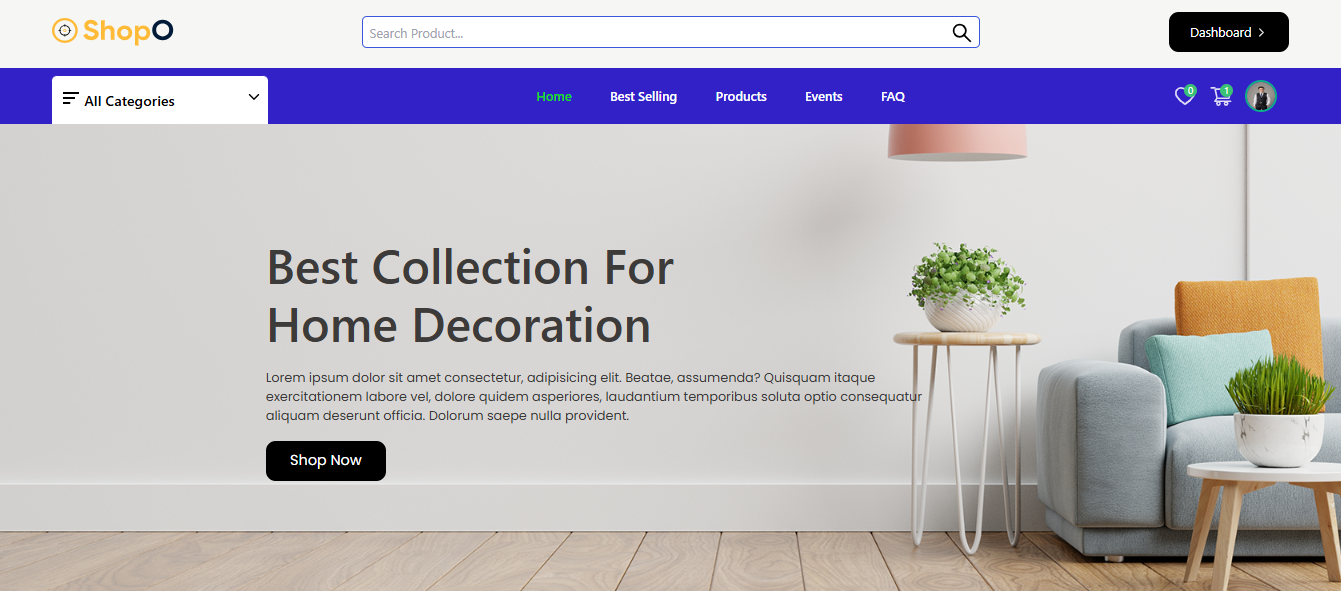 ShopO
Search Product...
Dashboard
All Categories
Home
Best Selling
Products
Events
FAQ
0
1
Best Collection For
Home Decoration
Lorem ipsum dolor sit amet consectetur, adipisicing elit. Beatae, assumenda? Quisquam itaque
exercitationem labore vel, dolore quidem asperiores, laudantium temporibus soluta optio consequatur
aliquam deserunt officia. Dolorum saepe nulla provident.
Shop Now